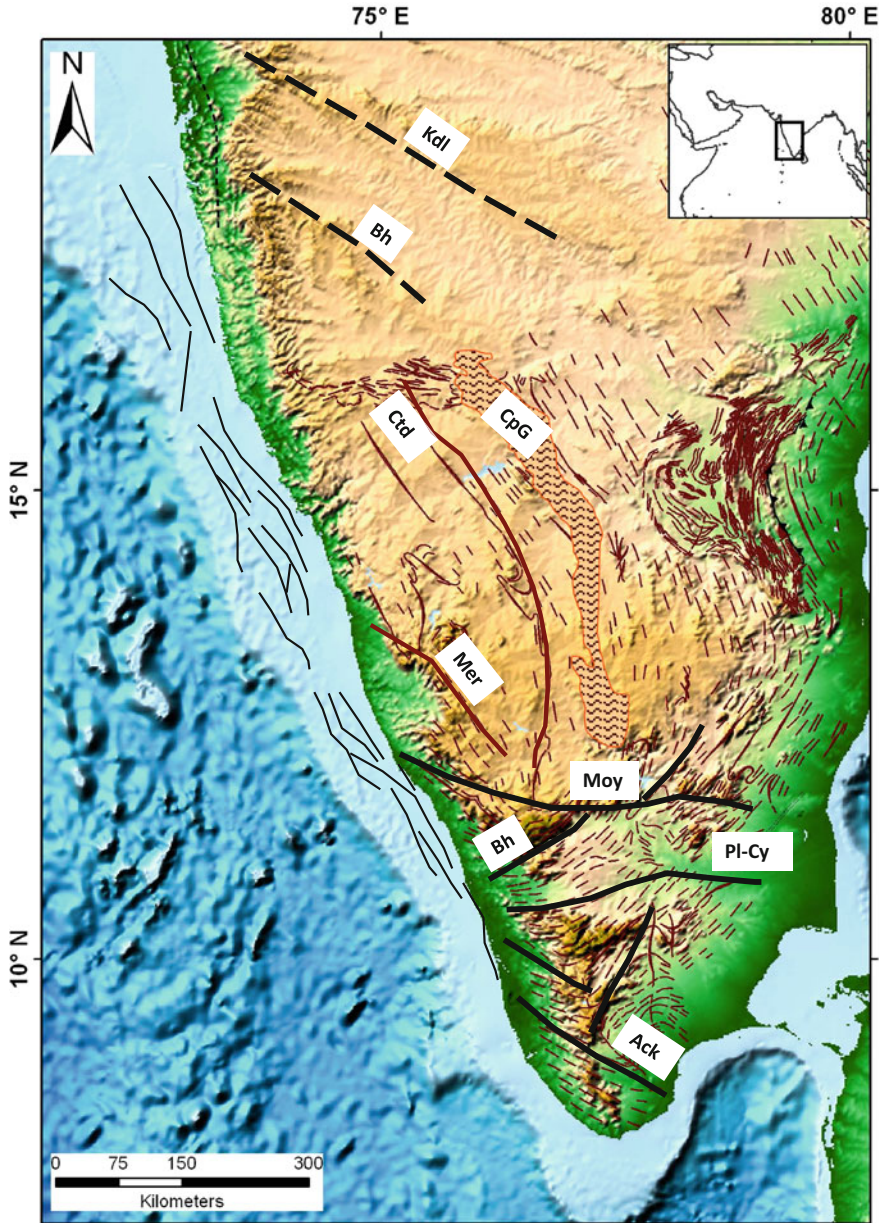 75° E 80° E
N
Kdl
Bh
Ctd
CpG
15° N
Mer
Moy
Bh
Pl-Cy
10° N
Ack
0 75 150 300
Kilometers